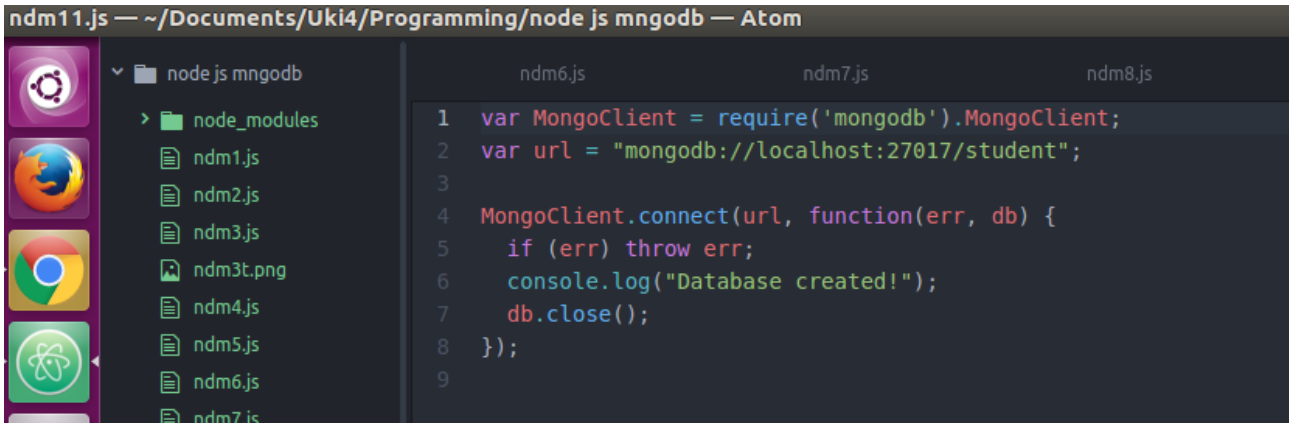 ndm11.js — ~/Documents/Uki4/Programming/node js mngodb — Atom
node js mngodb
node_modules
ndm1.js
ndm2.js
ndm3.js
ndm3t.png
ndm4.js
ndm5.js
ndm6.js
ndm7.js
ndm6.js ndm7.js ndm8.js
1 var MongoClient = require('mongodb').MongoClient;
2 var url = "mongodb://localhost:27017/student";
3
4 MongoClient.connect(url, function(err, db) {
5   if (err) throw err;
6   console.log("Database created!");
7   db.close();
8 });
9